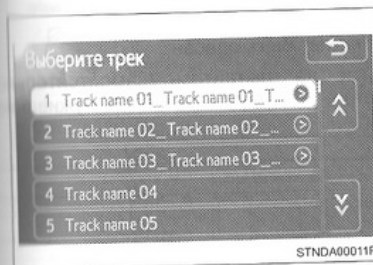 Выберите трек
1 Track name 01_Track name 01_T...
2 Track name 02_Track name 02_...
3 Track name 03_Track name 03_...
4 Track name 04
5 Track name 05
STNDA00011F